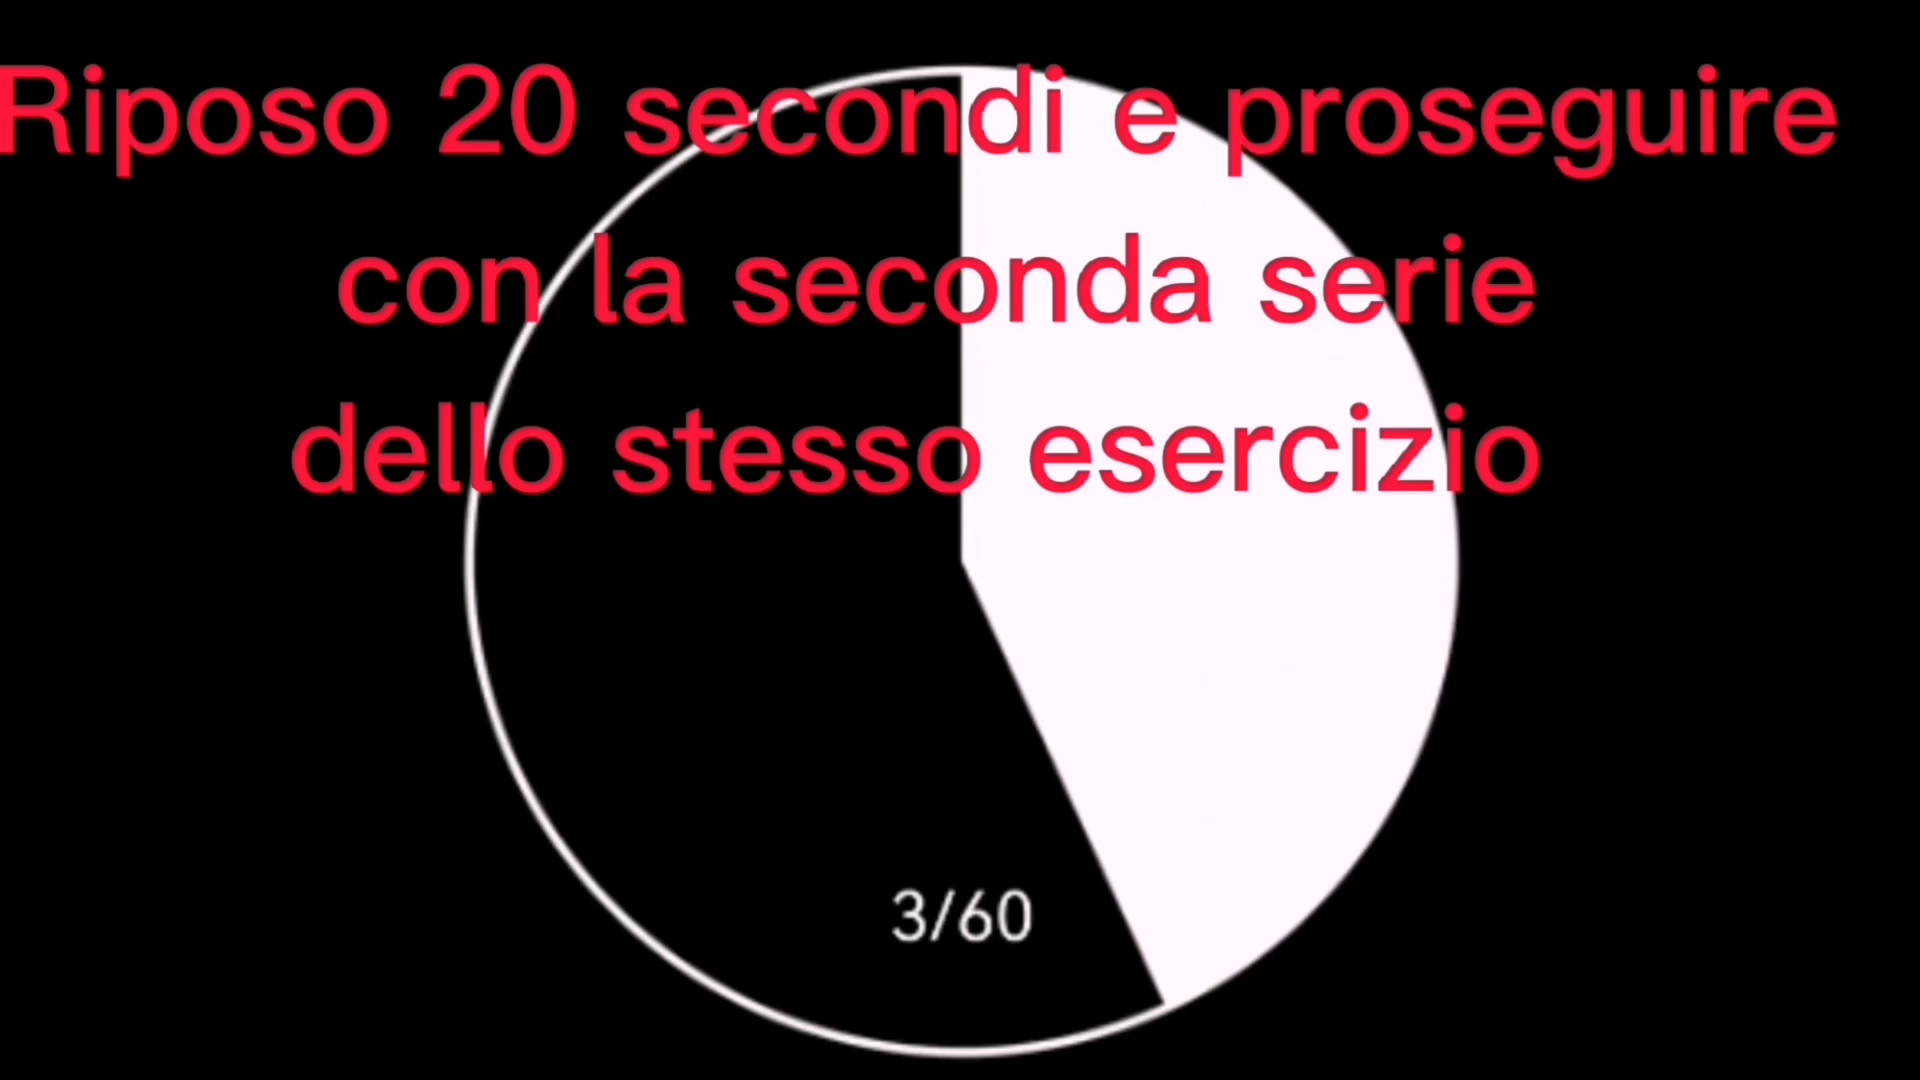 Riposo 20 secondi e proseguire
con la seconda serie
dello stesso esercizio
3/60